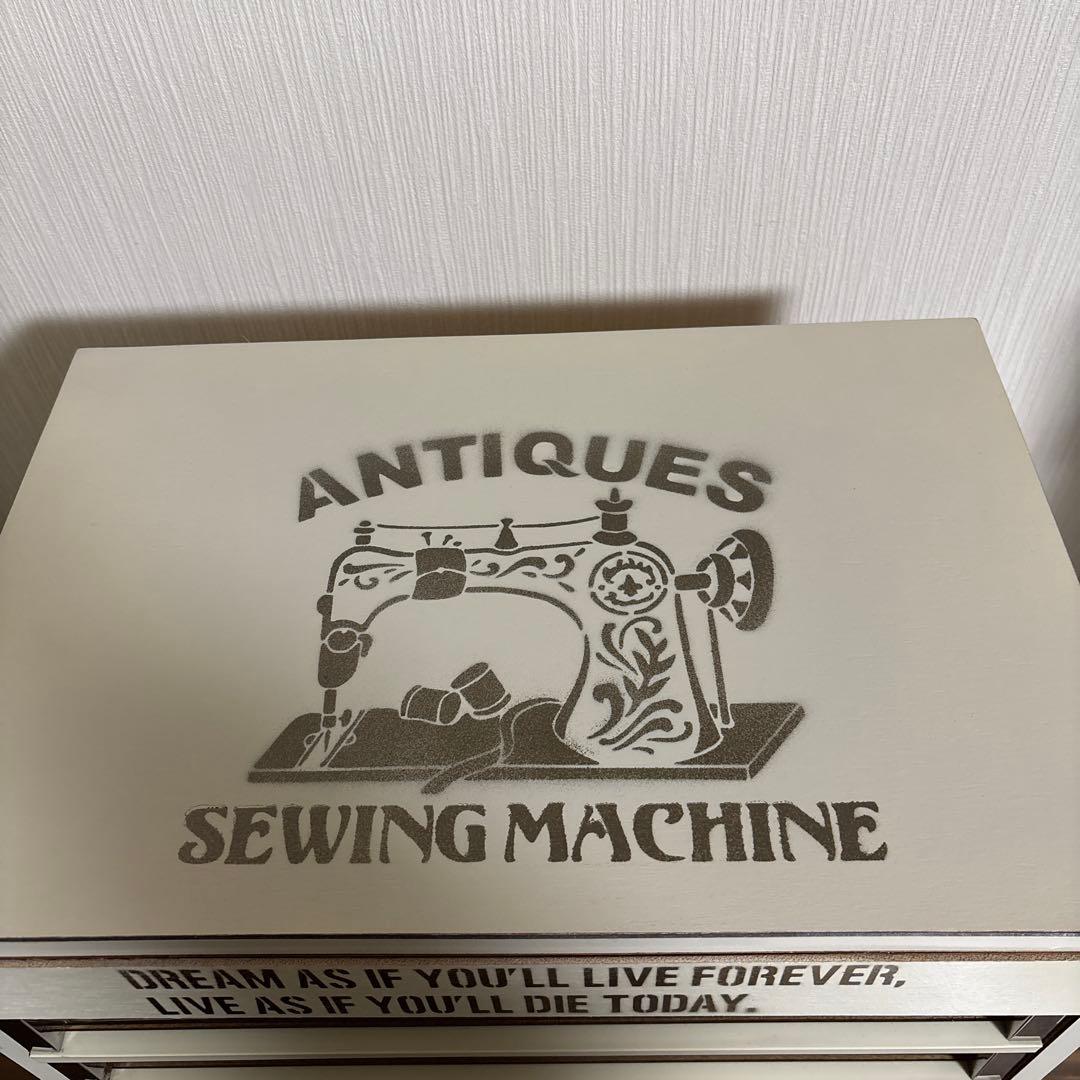 ANTIQUES
SEWING MACHINE
DREAM AS IF YOU'LL LIVE FOREVER,
LIVE AS IF YOU'LL DIE TODAY.